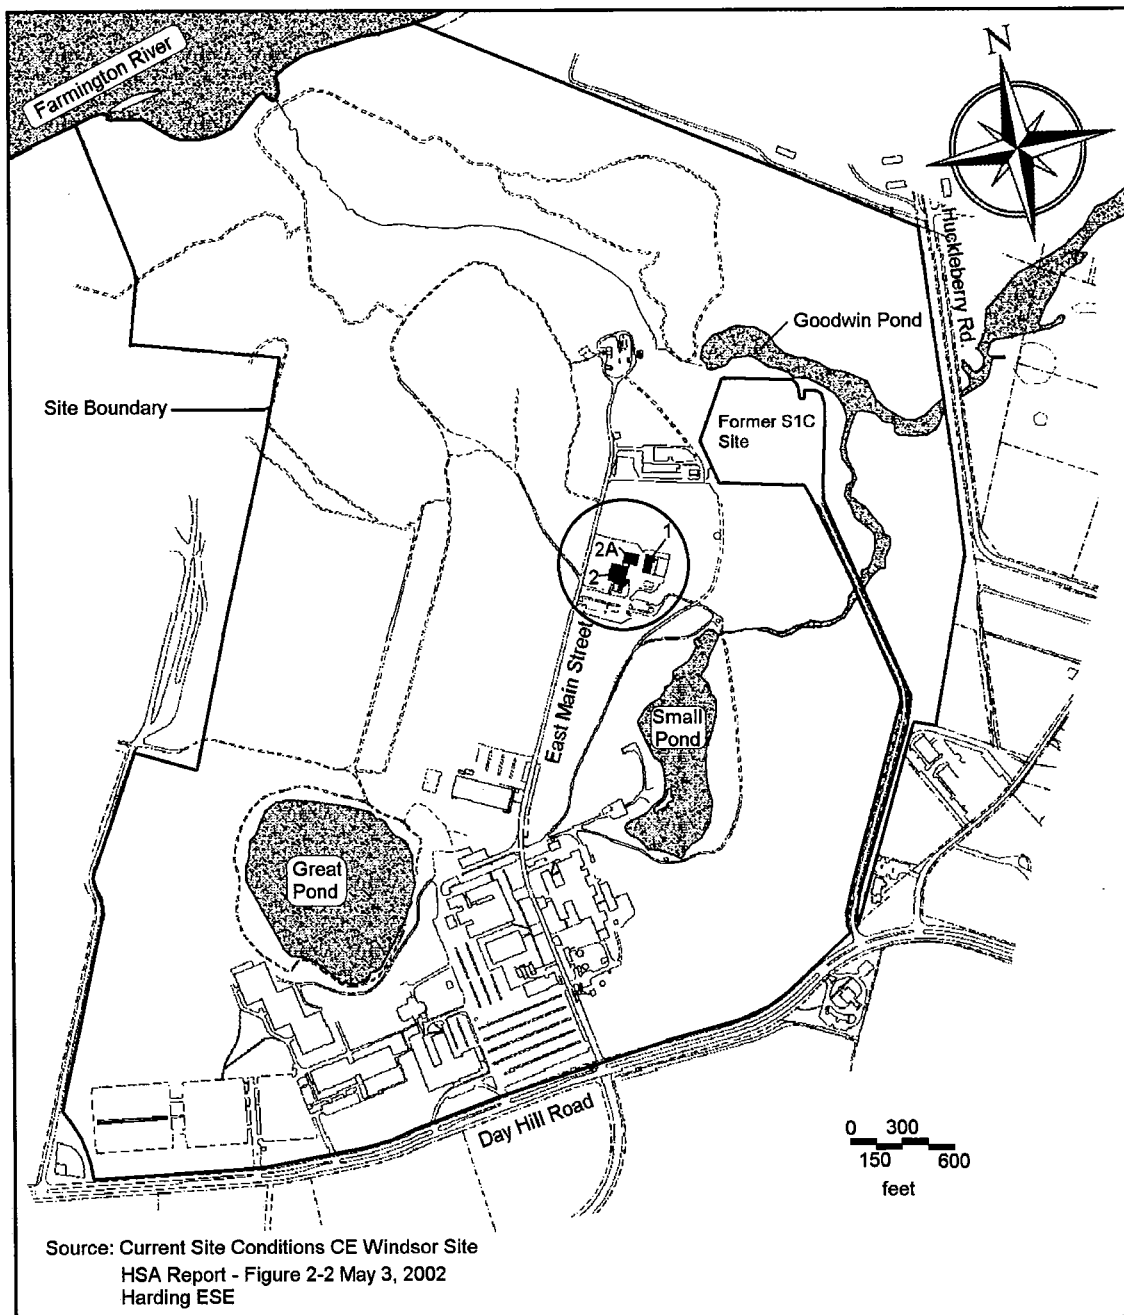 Farmington River
N
Huckleberry Rd.
Goodwin Pond
Site Boundary
Former S1C
Site
1
2A
2
East Main Street
Small
Pond
Great
Pond
Day Hill Road
0 300
150 600
feet
Source: Current Site Conditions CE Windsor Site
HSA Report - Figure 2-2 May 3, 2002
Harding ESE